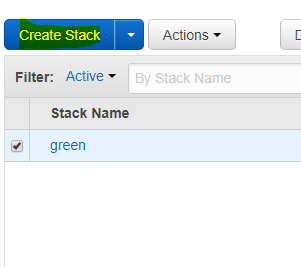 Create Stack Actions
Filter: Active By Stack Name
Stack Name
green